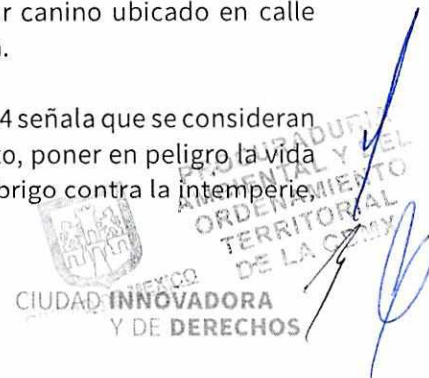 r canino ubicado en calle
4 señala que se consideran
o, poner en peligro la vida
brigo contra la intemperie,
PROCURADURÍA
AMBIENTAL Y DEL
ORDENAMIENTO
TERRITORIAL
DE LA CDMX
MÉXICO
CIUDAD INNOVADORA
Y DE DERECHOS